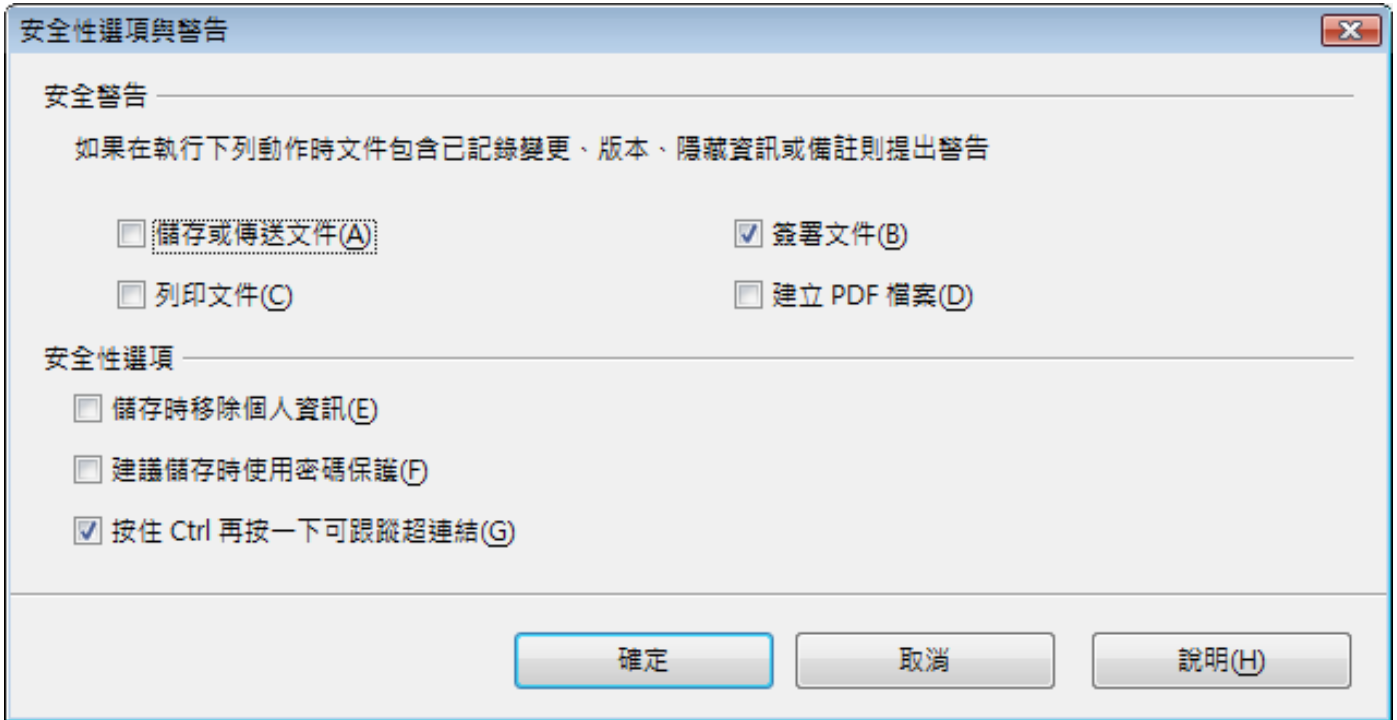 安全性選項與警告
安全警告
如果在執行下列動作時文件包含已記錄變更、版本、隱藏資訊或備註則提出警告
儲存或傳送文件(A)
簽署文件(B)
列印文件(C)
建立 PDF 檔案(D)
安全性選項
儲存時移除個人資訊(E)
建議儲存時使用密碼保護(F)
按住 Ctrl 再按一下可跟蹤超連結(G)
確定
取消
說明(H)